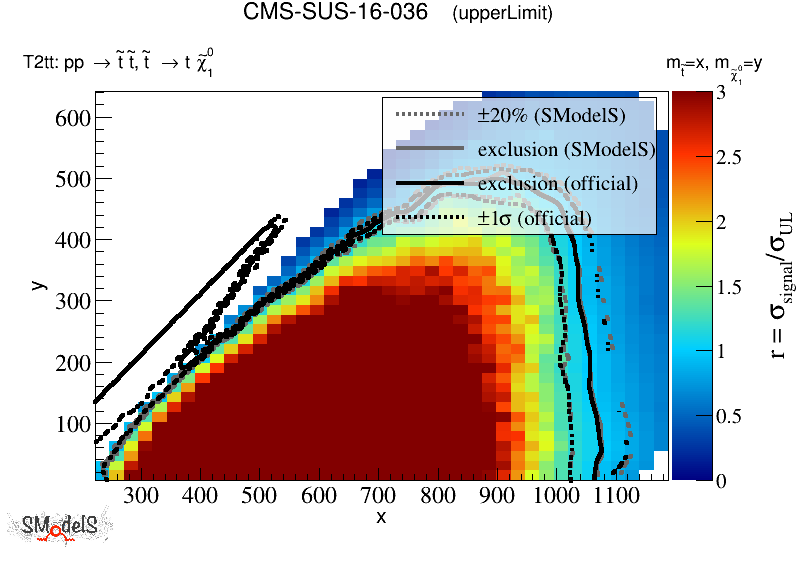 CMS-SUS-16-036 (upperLimit)
T2tt: pp → t̃ t̃, t̃ → t χ̃₁⁰
m_t̃=x, m_χ̃₁⁰=y
±20% (SModelS)
exclusion (SModelS)
exclusion (official)
±1σ (official)
600
500
400
300
200
100
y
300 400 500 600 700 800 900 1000 1100
x
3
2.5
2
1.5
1
0.5
0
r = σ_signal/σ_UL
SModelS